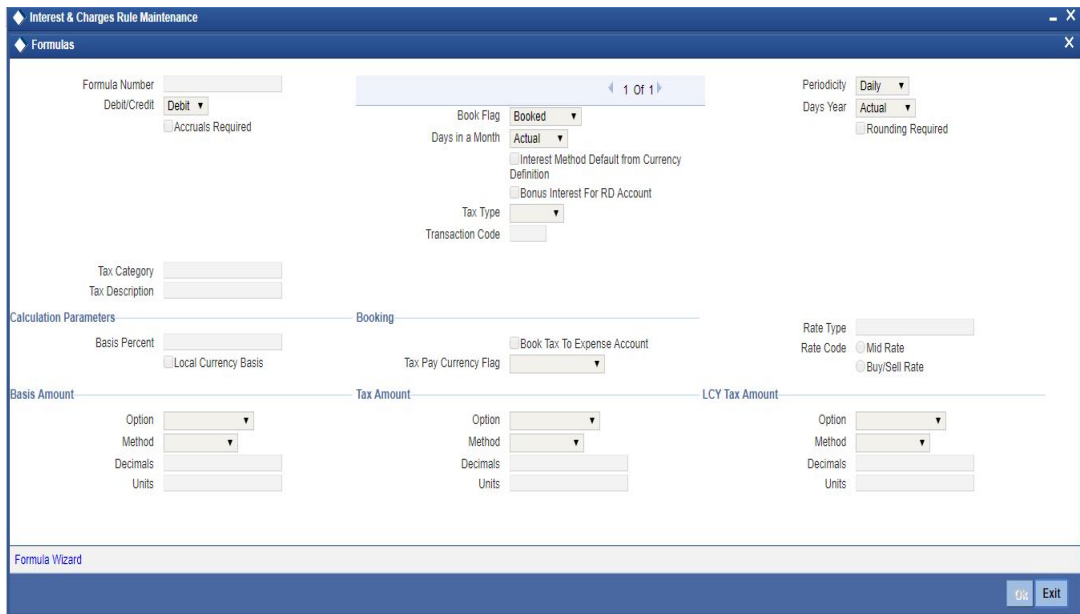 Interest & Charges Rule Maintenance
Formulas
Formula Number
Debit/Credit Debit
Accruals Required
1 Of 1
Book Flag Booked
Days in a Month Actual
Interest Method Default from Currency
Definition
Bonus Interest For RD Account
Tax Type
Transaction Code
Periodicity Daily
Days Year Actual
Rounding Required
Tax Category
Tax Description
Calculation Parameters
Basis Percent
Local Currency Basis
Booking
Book Tax To Expense Account
Tax Pay Currency Flag
Rate Type
Rate Code Mid Rate
Buy/Sell Rate
Basis Amount
Option
Method
Decimals
Units
Tax Amount
Option
Method
Decimals
Units
LCY Tax Amount
Option
Method
Decimals
Units
Formula Wizard
Ok Exit